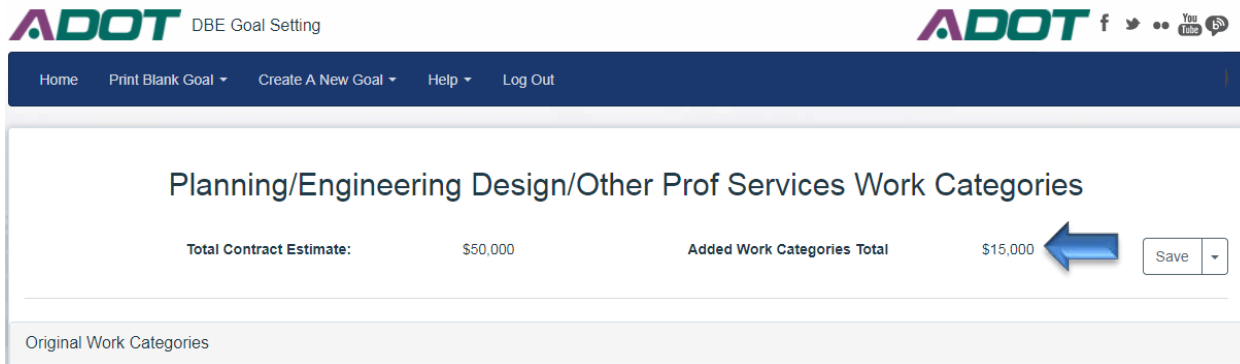 ADOT DBE Goal Setting ADOT f You Tube b
Home Print Blank Goal Create A New Goal Help Log Out
Planning/Engineering Design/Other Prof Services Work Categories
Total Contract Estimate: $50,000 Added Work Categories Total $15,000 Save
Original Work Categories